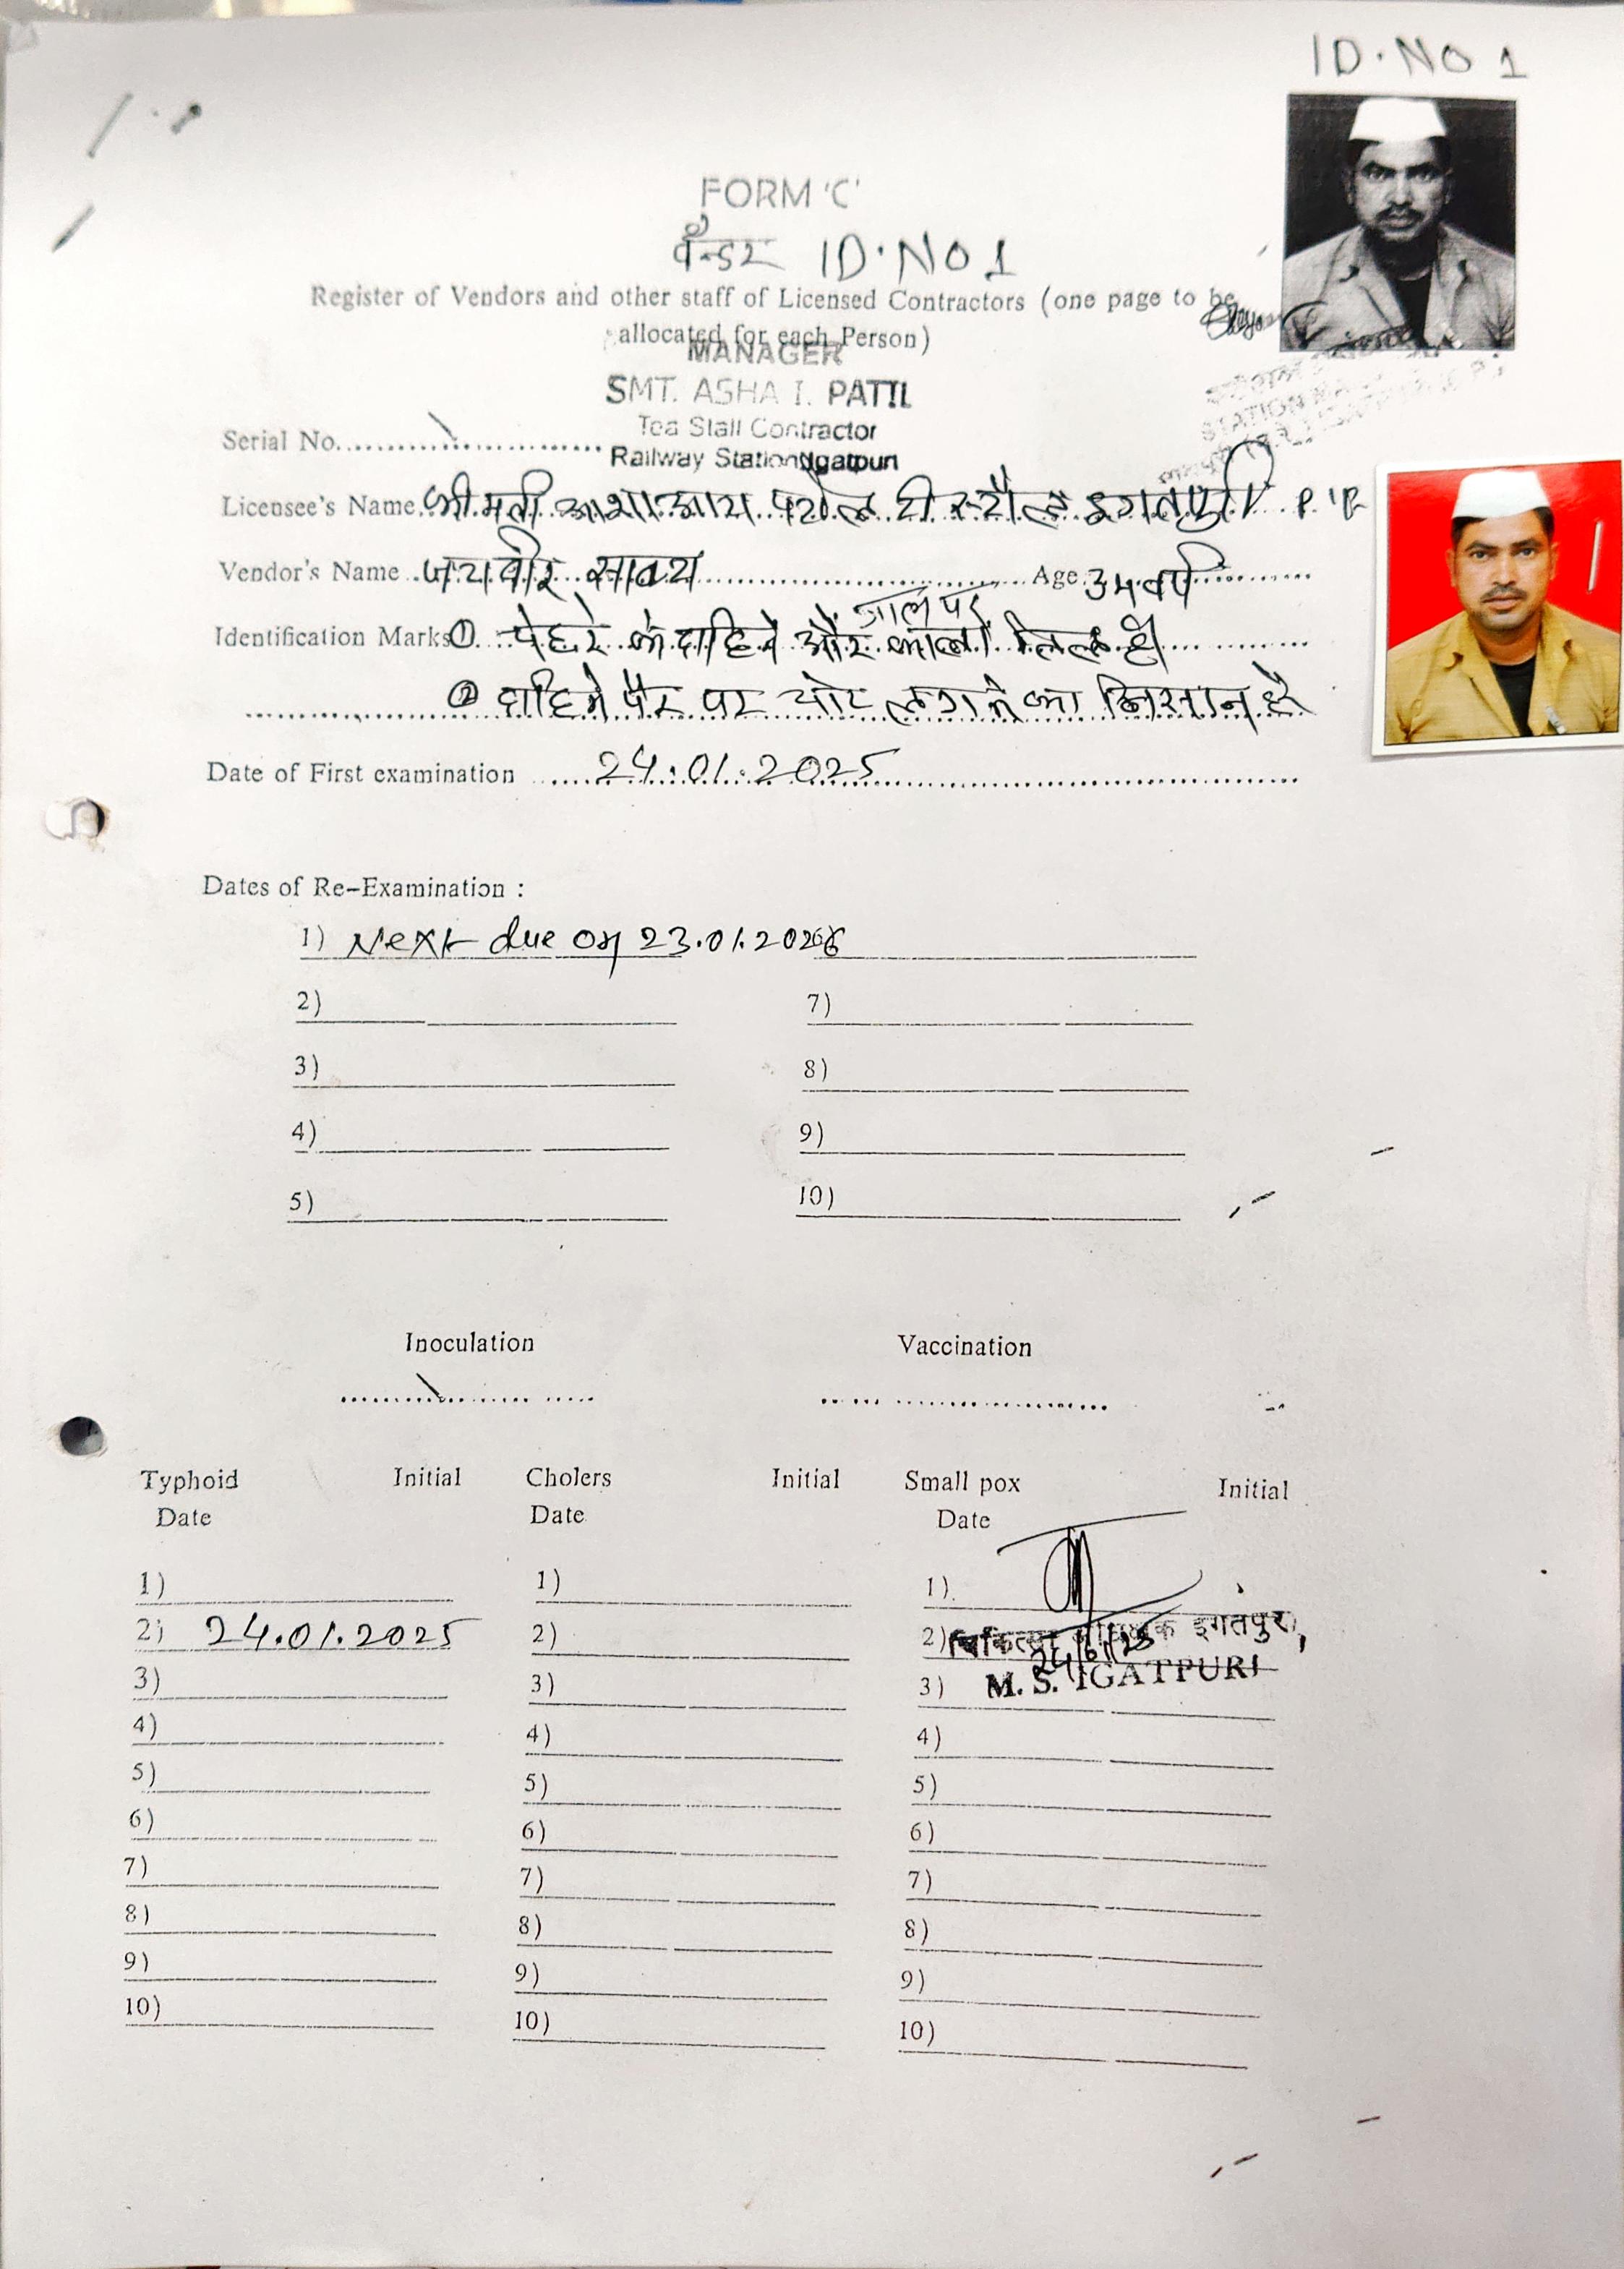 ID.NO 1
FORM 'C'
वैन्डर ID.NO 1
Register of Vendors and other staff of Licensed Contractors (one page to be
allocated for each Person)
MANAGER
SMT. ASHA I. PATIL
Tea Stall Contractor
Railway Station Igatpuri
Serial No.
Licensee's Name श्रीमती आशा आय पटील टी स्टॉल इगतपुरी
Vendor's Name जयवीर Age 34 वर्ष
Identification Marks ① चेहरे के दाहिने और गाल पर काला तिल है
② दाहिने पैर पर चोट लगने का निशान है
Date of First examination 24.01.2025
Dates of Re-Examination :
1) Next due on 23.01.2026
2) 7)
3) 8)
4) 9)
5) 10)
Inoculation Vaccination
Typhoid Initial Cholers Initial Small pox Initial
Date Date Date
1) 1) 1)
2) 24.01.2025 2) 2) इगतपुरी
24/01/25
3) 3) 3) M. S. IGATPURI
4) 4) 4)
5) 5) 5)
6) 6) 6)
7) 7) 7)
8) 8) 8)
9) 9) 9)
10) 10) 10)